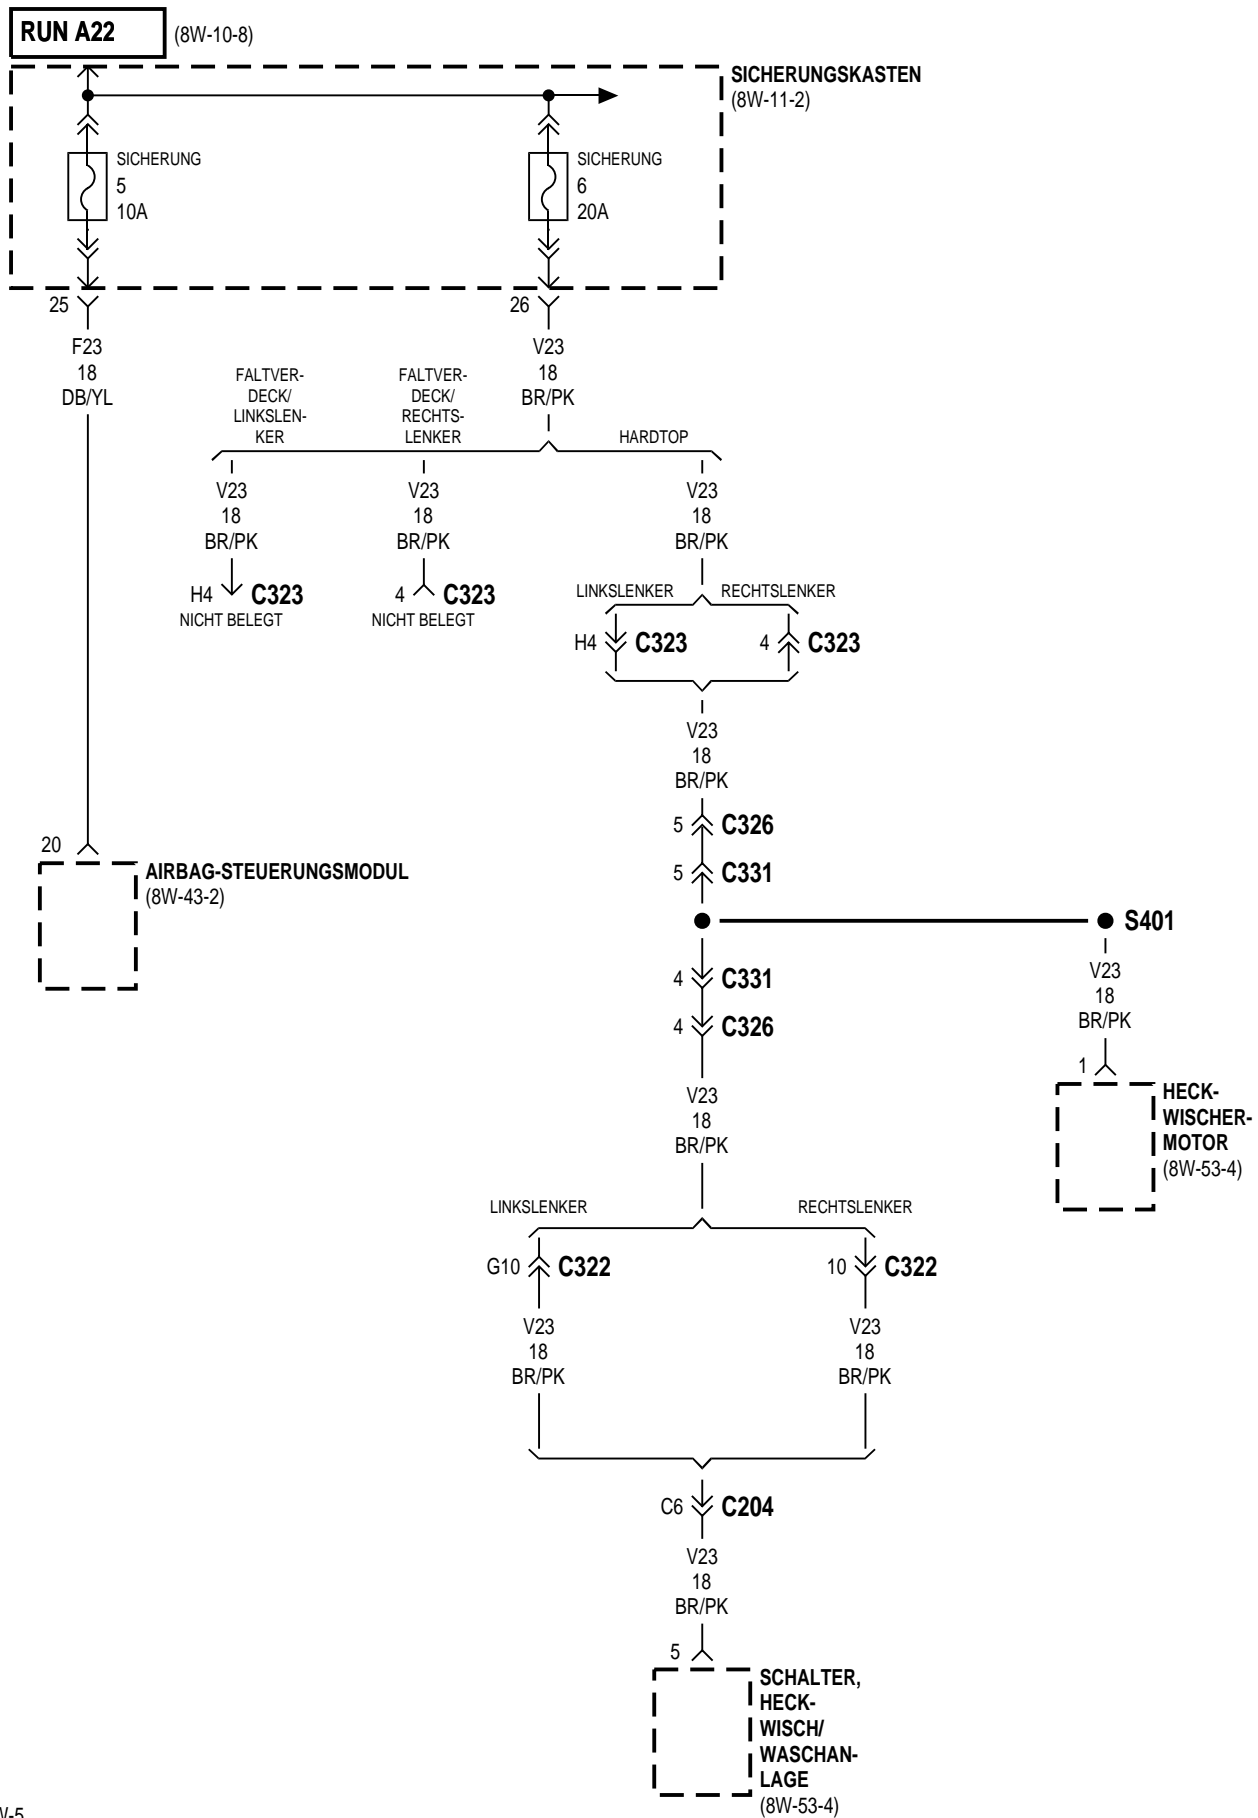 RUN A22 (8W-10-8)
SICHERUNGSKASTEN
(8W-11-2)
SICHERUNG
5
10A
SICHERUNG
6
20A
25
26
F23
18
DB/YL
V23
18
BR/PK
FALTVER-
DECK/
LINKSLEN-
KER
FALTVER-
DECK/
RECHTS-
LENKER
HARDTOP
V23
18
BR/PK
V23
18
BR/PK
V23
18
BR/PK
H4 C323
NICHT BELEGT
4 C323
NICHT BELEGT
LINKSLENKER
RECHTSLENKER
H4 C323
4 C323
V23
18
BR/PK
5 C326
5 C331
20
AIRBAG-STEUERUNGSMODUL
(8W-43-2)
S401
4 C331
4 C326
V23
18
BR/PK
1
HECK-
WISCHER-
MOTOR
(8W-53-4)
V23
18
BR/PK
LINKSLENKER
RECHTSLENKER
G10 C322
10 C322
V23
18
BR/PK
V23
18
BR/PK
C6 C204
V23
18
BR/PK
5
SCHALTER,
HECK-
WISCH/
WASCHAN-
LAGE
(8W-53-4)